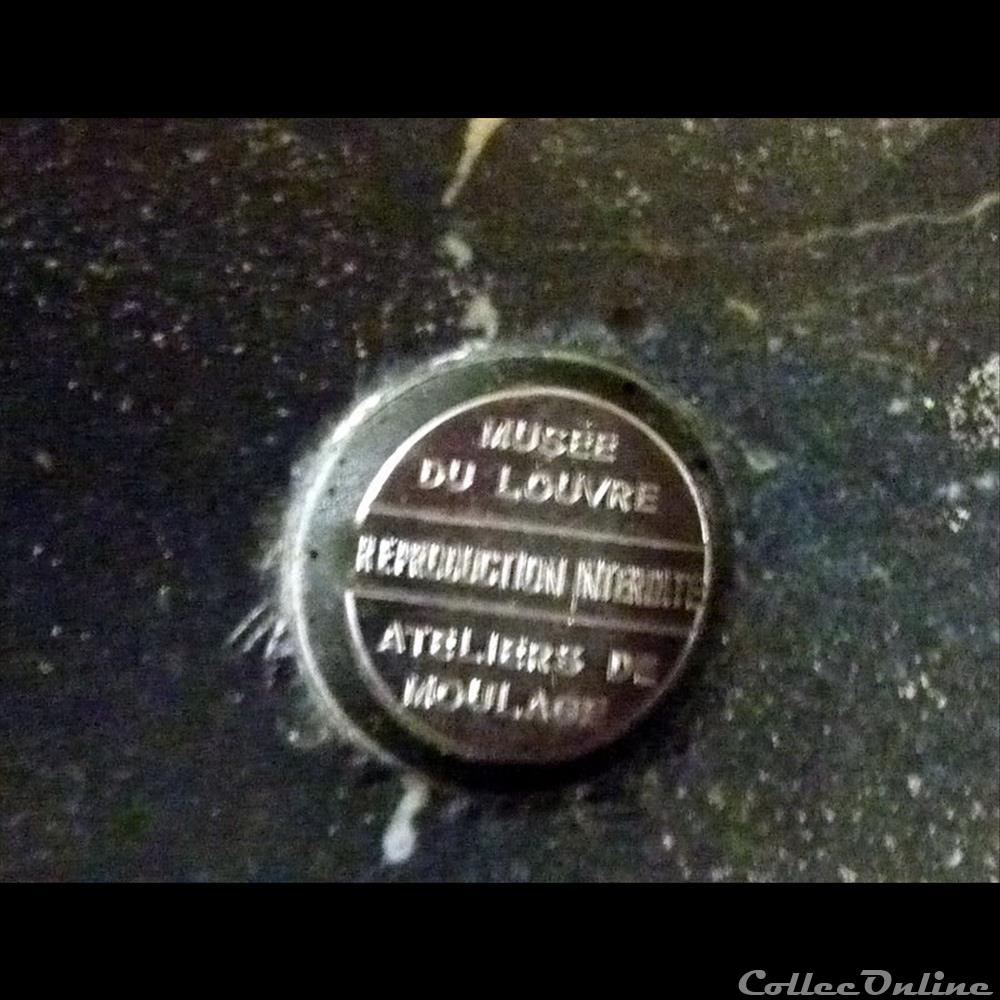 MUSÉE
DU LOUVRE
REPRODUCTION INTERDITE
ATELIERS DE
MOULAGE
CollecOnline